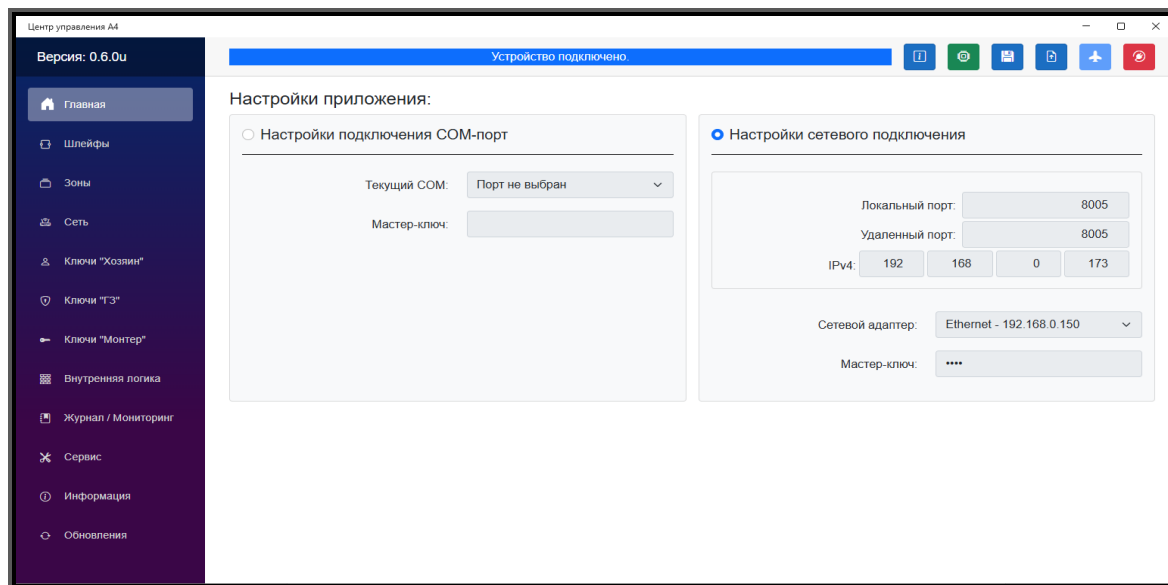 Центр управления А4
Версия: 0.6.0u
Устройство подключено.
Главная
Шлейфы
Зоны
Сеть
Ключи "Хозяин"
Ключи "ГЗ"
Ключи "Монтер"
Внутренняя логика
Журнал / Мониторинг
Сервис
Информация
Обновления
Настройки приложения:
Настройки подключения COM-порт
Текущий COM: Порт не выбран
Мастер-ключ:
Настройки сетевого подключения
Локальный порт: 8005
Удаленный порт: 8005
IPv4: 192 168 0 173
Сетевой адаптер: Ethernet - 192.168.0.150
Мастер-ключ: ••••